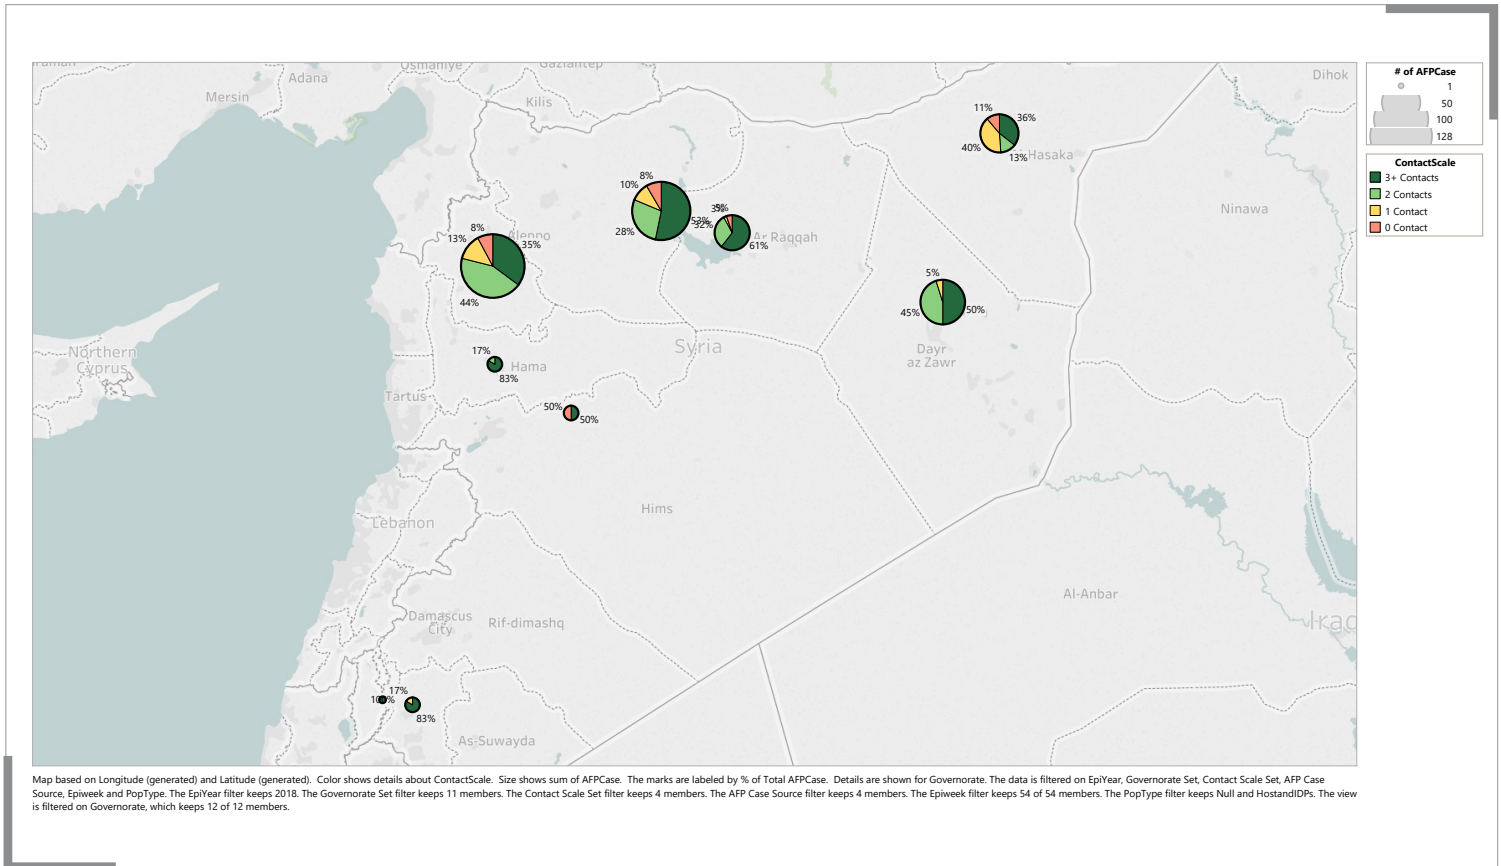 Adana
Osmaniye
Gaziantep
Mersin
Kilis
Dihok
11%
36%
40%
13%
Hasaka
8%
10%
53%
28%
3%
5%
32%
Ar Raqqah
61%
Ninawa
8%
13%
Aleppo
35%
44%
5%
45%
50%
Dayr
az Zawr
Syria
Northern
Cyprus
17%
Hama
83%
Tartus
50%
50%
Hims
Lebanon
Al-Anbar
Damascus
City
Rif-dimashq
Iraq
100%
17%
83%
As-Suwayda
# of AFPCase
1
50
100
128
ContactScale
3+ Contacts
2 Contacts
1 Contact
0 Contact
Map based on Longitude (generated) and Latitude (generated).  Color shows details about ContactScale.  Size shows sum of AFPCase.  The marks are labeled by % of Total AFPCase.  Details are shown for Governorate. The data is filtered on EpiYear, Governorate Set, Contact Scale Set, AFP Case
Source, Epiweek and PopType. The EpiYear filter keeps 2018. The Governorate Set filter keeps 11 members. The Contact Scale Set filter keeps 4 members. The AFP Case Source filter keeps 4 members. The Epiweek filter keeps 54 of 54 members. The PopType filter keeps Null and HostandIDPs. The view
is filtered on Governorate, which keeps 12 of 12 members.